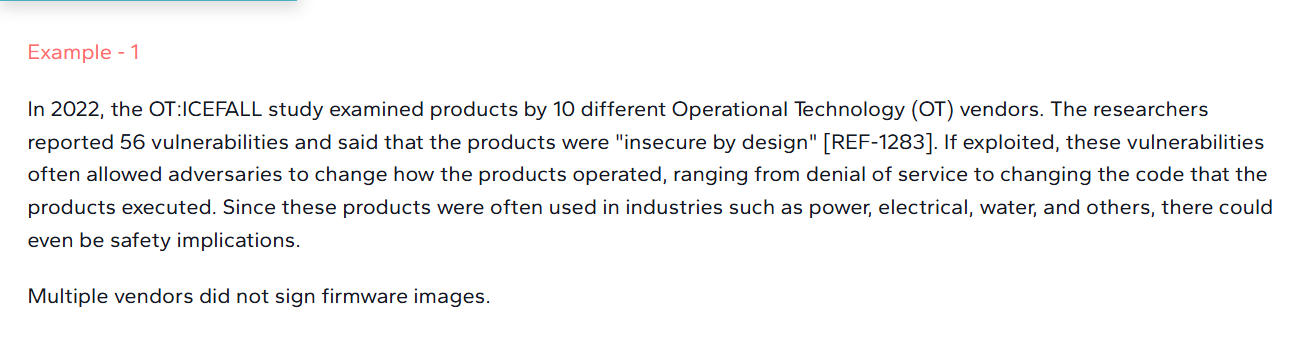 Example - 1
In 2022, the OT:ICEFALL study examined products by 10 different Operational Technology (OT) vendors. The researchers
reported 56 vulnerabilities and said that the products were "insecure by design" [REF-1283]. If exploited, these vulnerabilities
often allowed adversaries to change how the products operated, ranging from denial of service to changing the code that the
products executed. Since these products were often used in industries such as power, electrical, water, and others, there could
even be safety implications.
Multiple vendors did not sign firmware images.